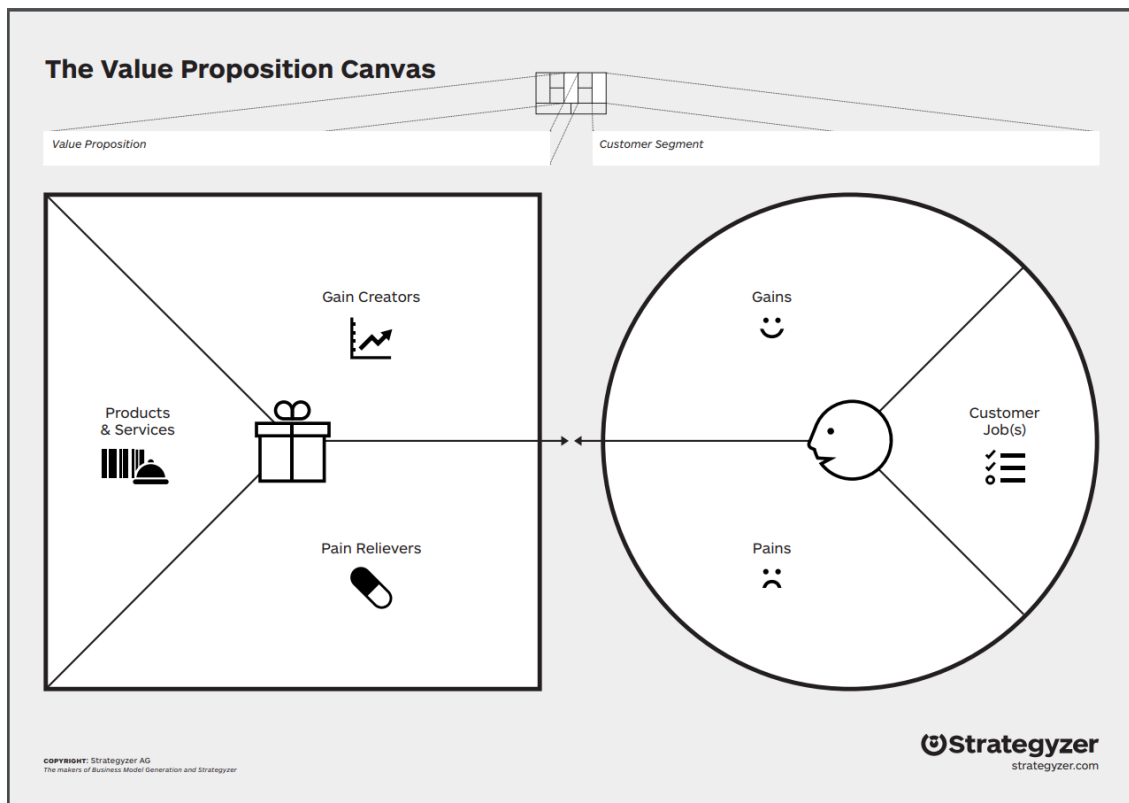 The Value Proposition Canvas
Value Proposition
Customer Segment
Gain Creators
Products
& Services
Pain Relievers
Gains
Customer
Job(s)
Pains
COPYRIGHT: Strategyzer AG
The makers of Business Model Generation and Strategyzer
Strategyzer
strategyzer.com